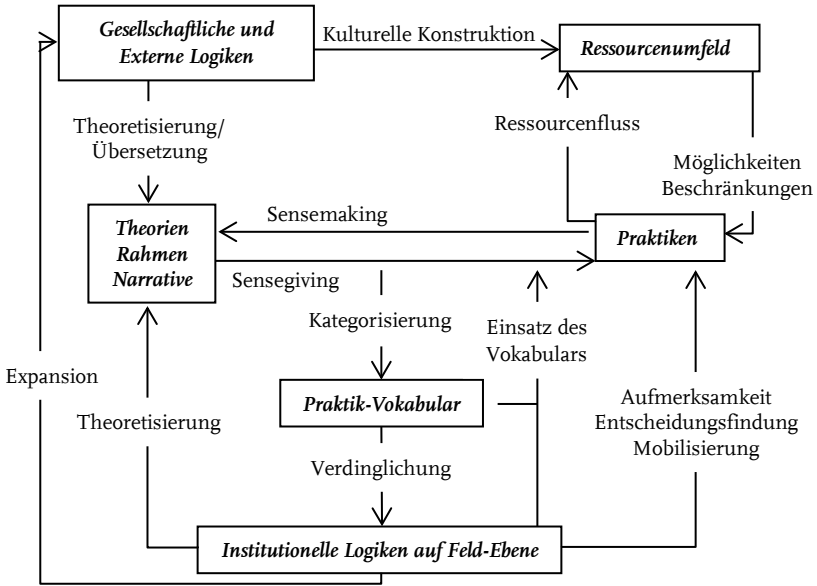 Gesellschaftliche und
Externe Logiken
Kulturelle Konstruktion
Ressourcenumfeld
Theoretisierung/
Übersetzung
Ressourcenfluss
Möglichkeiten
Beschränkungen
Theorien
Rahmen
Narrative
Sensemaking
Sensegiving
Praktiken
Kategorisierung
Einsatz des
Vokabulars
Expansion
Theoretisierung
Praktik-Vokabular
Aufmerksamkeit
Entscheidungsfindung
Mobilisierung
Verdinglichung
Institutionelle Logiken auf Feld-Ebene